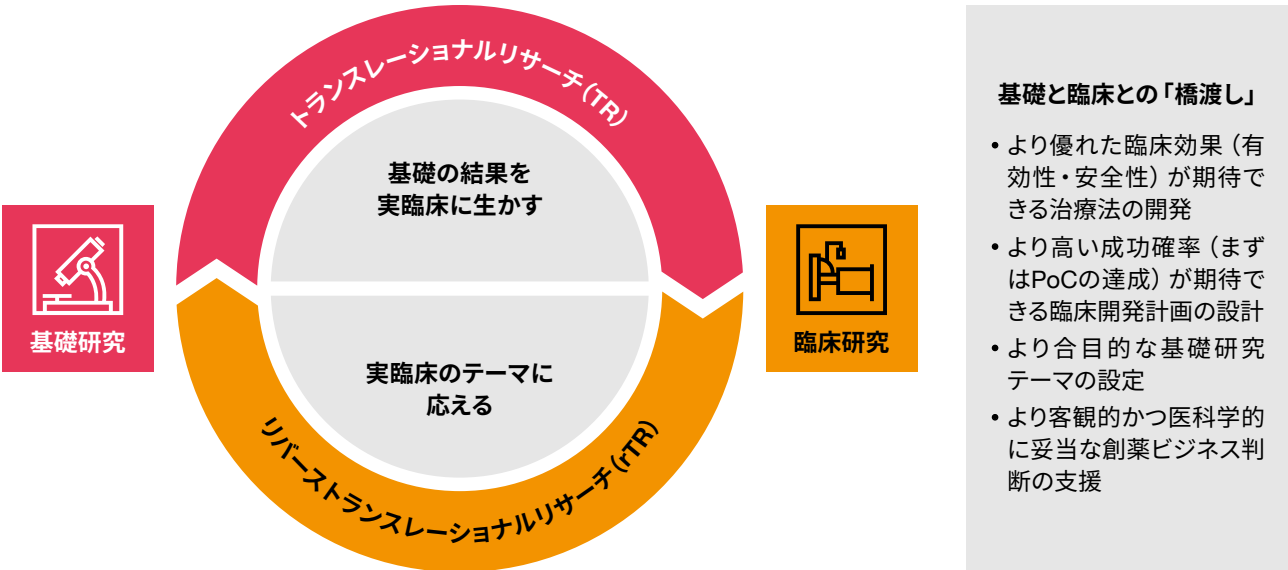 トランスレーショナルリサーチ（TR）
基礎の結果を
実臨床に生かす
基礎研究
臨床研究
実臨床のテーマに
応える
リバーストランスレーショナルリサーチ（rTR）
基礎と臨床との「橋渡し」
• より優れた臨床効果（有
効性・安全性）が期待で
きる治療法の開発
• より高い成功確率（まず
はPoCの達成）が期待で
きる臨床開発計画の設計
• より合目的な基礎研究
テーマの設定
• より客観的かつ医科学的
に妥当な創薬ビジネス判
断の支援